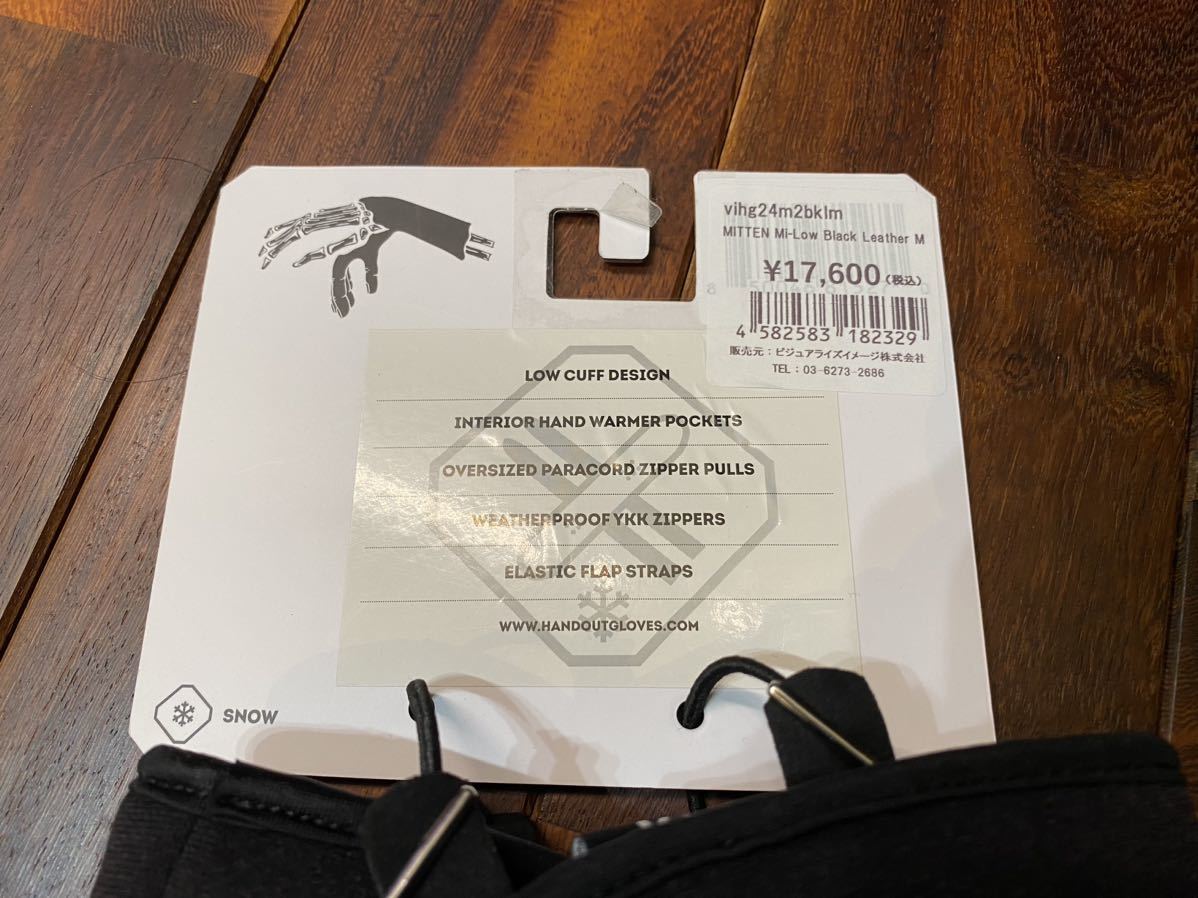 vihg24m2bklm
MITTEN Mi-Low Black Leather M
¥17,600(税込)
4 582583 182329
販売元：ビジュアライズイメージ株式会社
TEL：03-6273-2686
LOW CUFF DESIGN
INTERIOR HAND WARMER POCKETS
OVERSIZED PARACORD ZIPPER PULLS
WEATHERPROOF YKK ZIPPERS
ELASTIC FLAP STRAPS
WWW.HANDOUTGLOVES.COM
SNOW